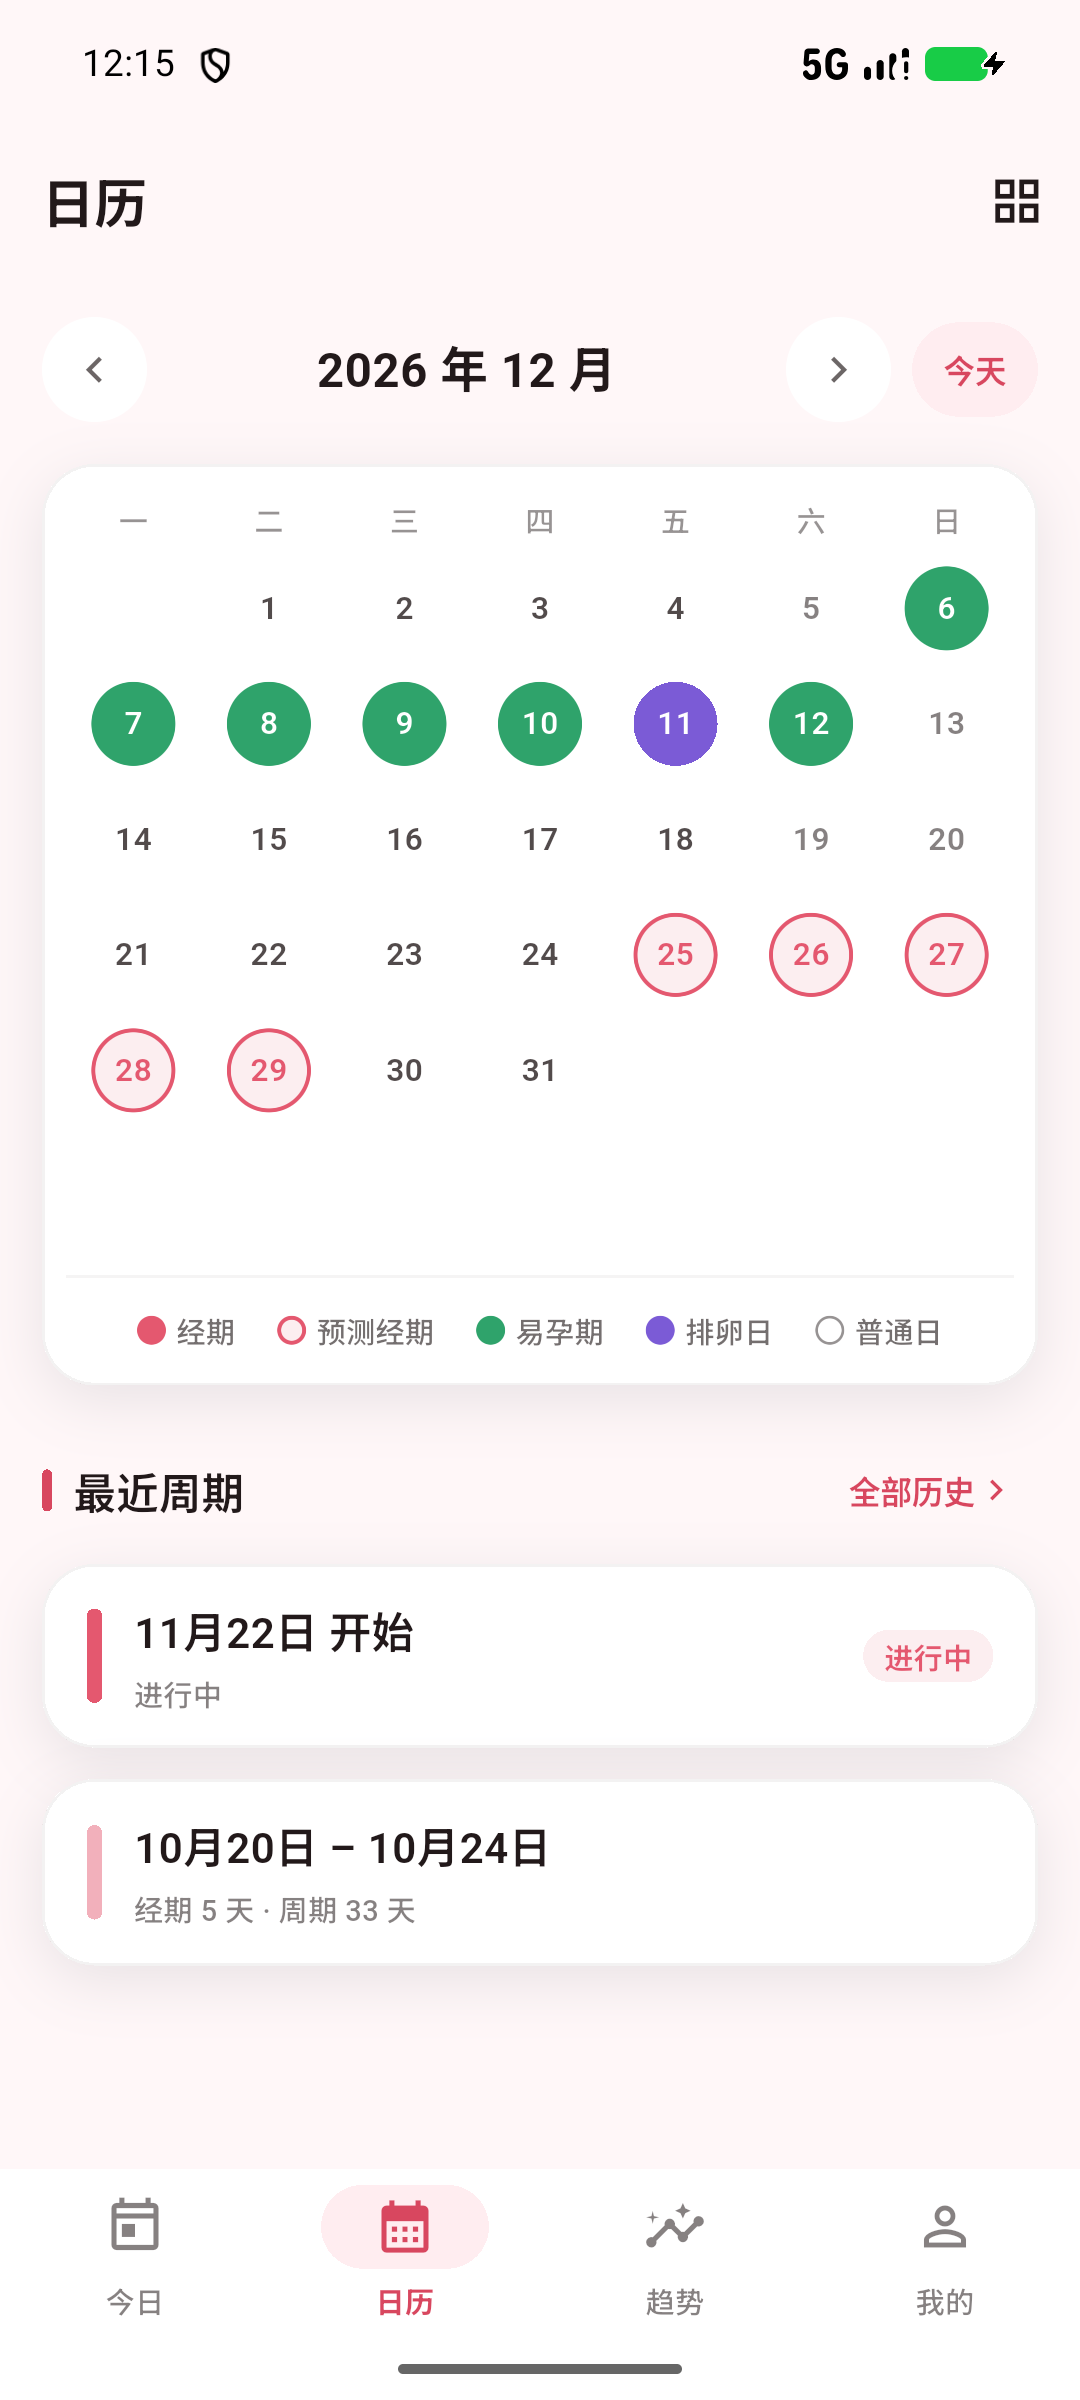 12:15 5G
日历
2026 年 12 月 今天
一 二 三 四 五 六 日
1 2 3 4 5 6
7 8 9 10 11 12 13
14 15 16 17 18 19 20
21 22 23 24 25 26 27
28 29 30 31
经期 预测经期 易孕期 排卵日 普通日
最近周期 全部历史
11月22日 开始
进行中
进行中
10月20日 – 10月24日
经期 5 天 · 周期 33 天
今日 日历 趋势 我的